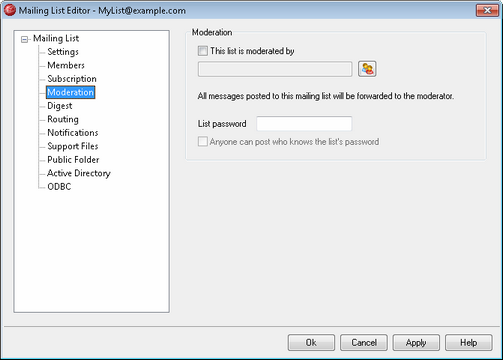 Mailing List Editor - MyList@example.com
Mailing List
Settings
Members
Subscription
Moderation
Digest
Routing
Notifications
Support Files
Public Folder
Active Directory
ODBC
Moderation
This list is moderated by
All messages posted to this mailing list will be forwarded to the moderator.
List password
Anyone can post who knows the list's password
Ok
Cancel
Apply
Help